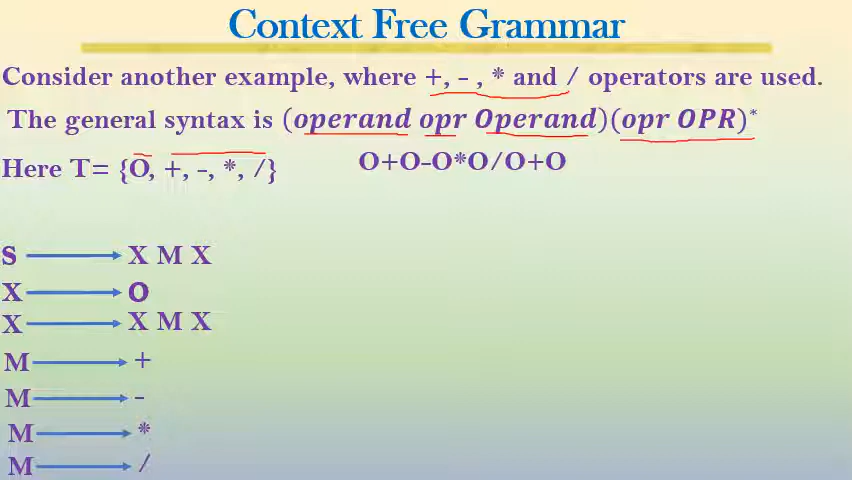 Context Free Grammar
Consider another example, where +, - , * and / operators are used.
The general syntax is (operand opr Operand)(opr OPR)*
Here T= {O, +, -, *, /}
O+O-O*O/O+O
S → X M X
X → O
X → X M X
M → +
M → -
M → *
M → /